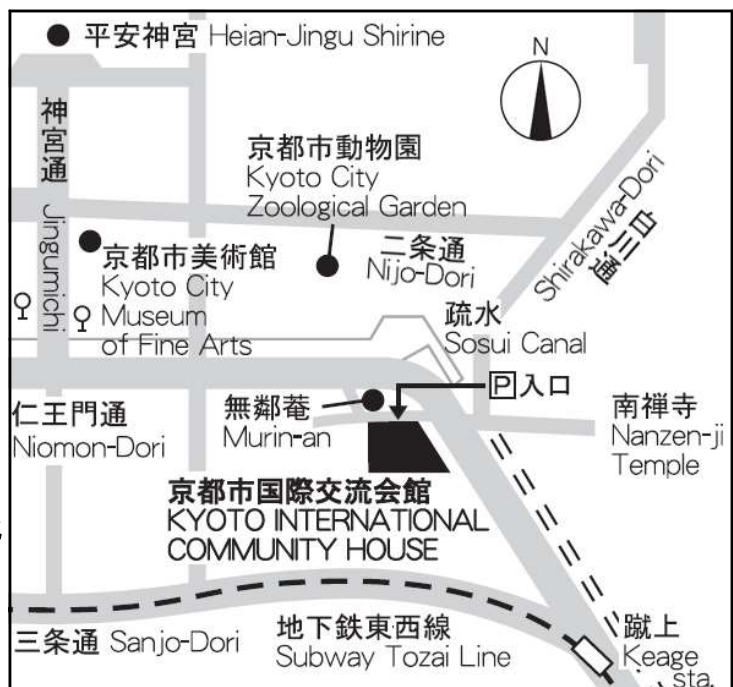 平安神宮 Heian-Jingu Shirine
N
神宮通 Jingumichi
京都市動物園
Kyoto City
Zoological Garden
Shirakawa-Dori
白川通
京都市美術館
Kyoto City
Museum
of Fine Arts
二条通
Nijo-Dori
疏水
Sosui Canal
P入口
仁王門通
Niomon-Dori
無鄰菴
Murin-an
南禅寺
Nanzen-ji
Temple
京都市国際交流会館
KYOTO INTERNATIONAL
COMMUNITY HOUSE
三条通 Sanjo-Dori
地下鉄東西線
Subway Tozai Line
蹴上
Keage
sta.